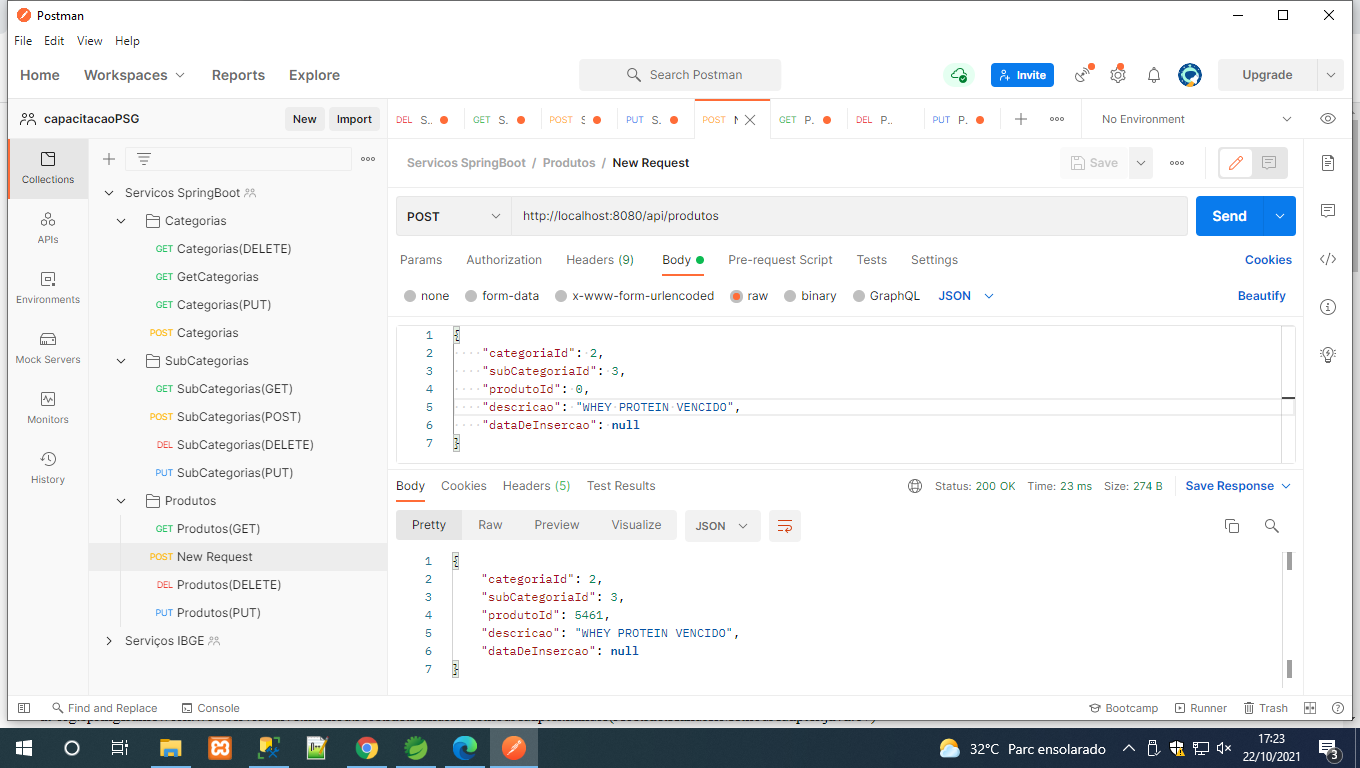 Postman
File Edit View Help
Home Workspaces Reports Explore Search Postman Invite Upgrade
capacitacaoPSG New Import
DEL S.. GET S. POST S PUT S. POST N GET P. DEL P.. PUT P. No Environment
Servicos SpringBoot / Produtos / New Request Save
POST http://localhost:8080/api/produtos Send
Params Authorization Headers (9) Body Pre-request Script Tests Settings Cookies
none form-data x-www-form-urlencoded raw binary GraphQL JSON Beautify
1 {
2 "categoriaId": 2,
3 "subCategoriaId": 3,
4 "produtoId": 0,
5 "descricao": "WHEY PROTEIN VENCIDO",
6 "dataDeInsercao": null
7 }
Body Cookies Headers (5) Test Results Status: 200 OK Time: 23 ms Size: 274 B Save Response
Pretty Raw Preview Visualize JSON
1 {
2 "categoriaId": 2,
3 "subCategoriaId": 3,
4 "produtoId": 5461,
5 "descricao": "WHEY PROTEIN VENCIDO",
6 "dataDeInsercao": null
7 }
Collections
APIs
Environments
Mock Servers
Monitors
History
Servicos SpringBoot
Categorias
GET Categorias(DELETE)
GET GetCategorias
GET Categorias(PUT)
POST Categorias
SubCategorias
GET SubCategorias(GET)
POST SubCategorias(POST)
DEL SubCategorias(DELETE)
PUT SubCategorias(PUT)
Produtos
GET Produtos(GET)
POST New Request
DEL Produtos(DELETE)
PUT Produtos(PUT)
Serviços IBGE
Find and Replace Console Bootcamp Runner Trash
32°C Parc ensolarado 17:23
22/10/2021 3